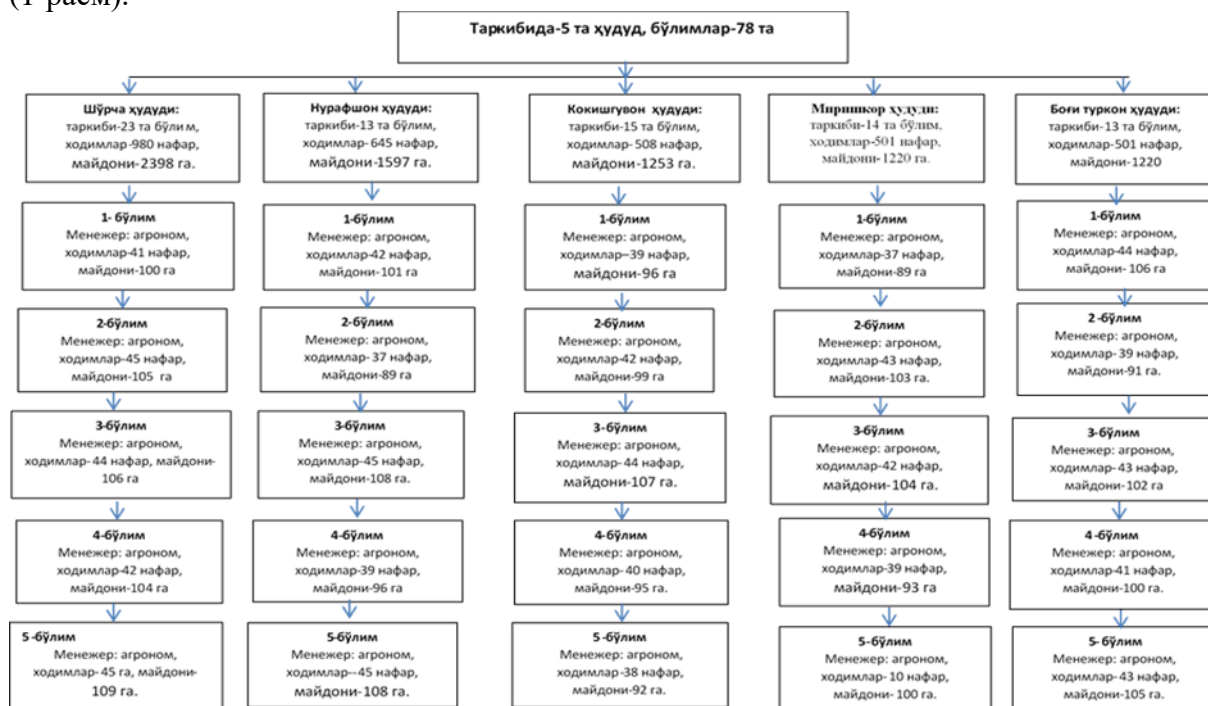 (1-расм).
Таркибида-5 та ҳудуд, бўлимлар-78 та
Шўрча ҳудуди:
таркиби-23 та бўлим,
ходимлар-980 нафар,
майдони-2398 га.
Нурафшон ҳудуди:
таркиби-13 та бўлим,
ходимлар- 645 нафар,
майдони-1597 га.
Кокишгувон ҳудуди:
таркиби-15 та бўлим,
ходимлар- 508 нафар,
майдони-1253 га.
Миришкор ҳудуди:
таркиби-14 та бўлим,
ходимлар-501 нафар,
майдони-1220 га.
Боғи туркон ҳудуди:
таркиби-13 та бўлим,
ходимлар-501 нафар,
майдони-1220
1- бўлим
Менежер: агроном,
ходимлар-41 нафар,
майдони-100 га
1-бўлим
Менежер: агроном,
ходимлар-42 нафар,
майдони-101 га
1-бўлим
Менежер: агроном,
ходимлар–39 нафар,
майдони-96 га
1-бўлим
Менежер: агроном,
ходимлар-37 нафар,
майдони-89 га
1-бўлим
Менежер: агроном,
ходимлар-44 нафар,
майдони- 106 га
2-бўлим
Менежер: агроном,
ходимлар-45 нафар,
майдони-105 га
2-бўлим
Менежер: агроном,
ходимлар- 37 нафар,
майдони-89 га
2-бўлим
Менежер: агроном,
ходимлар-42 нафар,
майдони-99 га
2-бўлим
Менежер: агроном,
ходимлар-43 нафар,
майдони-103 га.
2 -бўлим
Менежер: агроном,
ходимлар- 39 нафар,
майдони-91 га.
3-бўлим
Менежер: агроном,
ходимлар- 44 нафар, майдони-
106 га
3-бўлим
Менежер: агроном,
ходимлар-45 нафар,
майдони-108 га.
3-бўлим
Менежер: агроном,
ходимлар- 44 нафар,
майдони-107 га.
3-бўлим
Менежер: агроном,
ходимлар-42 нафар,
майдони-104 га.
3-бўлим
Менежер: агроном,
ходимлар- 43 нафар,
майдони-102 га
4-бўлим
Менежер: агроном,
ходимлар-42 нафар,
майдони-104 га
4-бўлим
Менежер: агроном,
ходимлар-39 нафар,
майдони-96 га
4-бўлим
Менежер: агроном,
ходимлар- 40 нафар,
майдони-95 га.
4-бўлим
Менежер: агроном,
ходимлар-39 нафар,
майдони-93 га
4 -бўлим
Менежер: агроном,
ходимлар-41 нафар,
майдони-100 га.
5 -бўлим
Менежер: агроном,
ходимлар- 45 га, майдони-
109 га.
5-бўлим
Менежер: агроном,
ходимлар--45 нафар,
майдони-108 га.
5 -бўлим
Менежер: агроном,
ходимлар-38 нафар,
майдони-92 га.
5-бўлим
Менежер: агроном,
ходимлар- 10 нафар,
майдони-100 га.
5- бўлим
Менежер: агроном,
ходимлар- 43 нафар,
майдони-105 га.